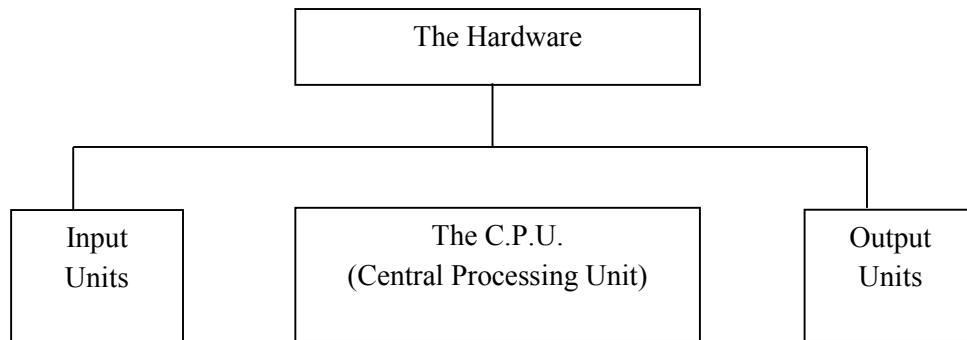 The Hardware
Input
Units
The C.P.U.
(Central Processing Unit)
Output
Units